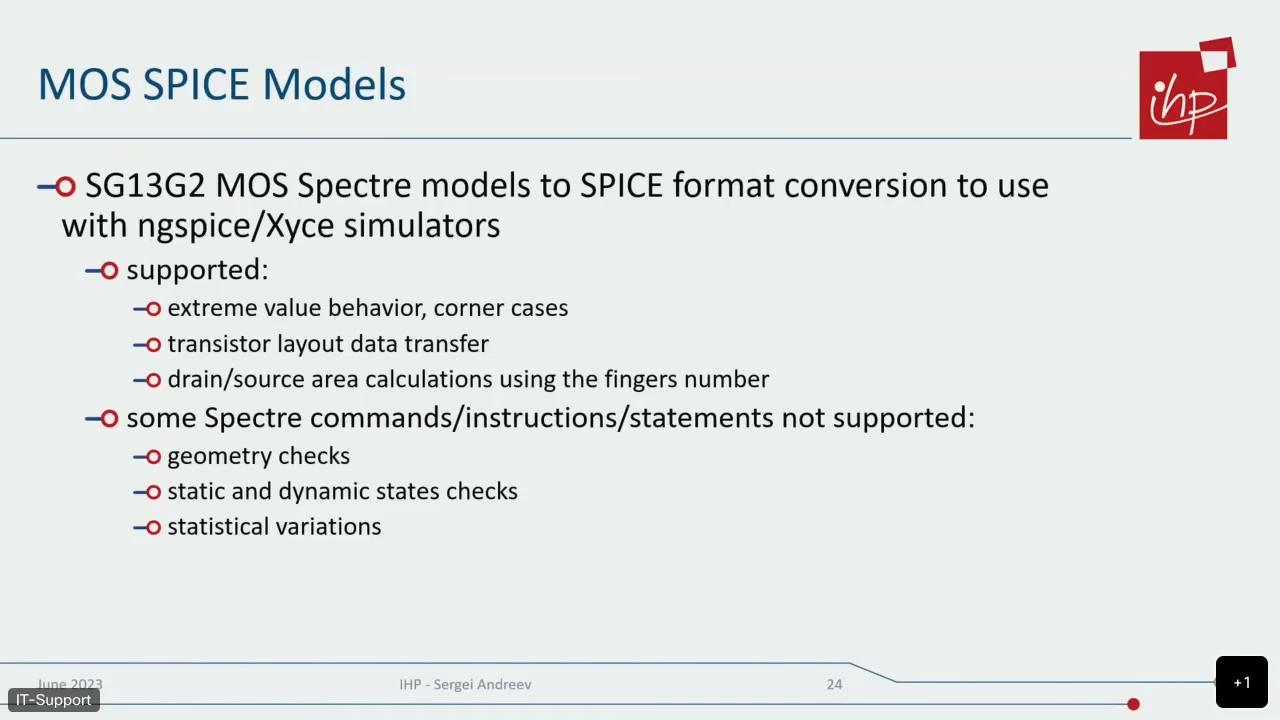 MOS SPICE Models
ihp
SG13G2 MOS Spectre models to SPICE format conversion to use
with ngspice/Xyce simulators
supported:
extreme value behavior, corner cases
transistor layout data transfer
drain/source area calculations using the fingers number
some Spectre commands/instructions/statements not supported:
geometry checks
static and dynamic states checks
statistical variations
June 2023
IHP - Sergei Andreev
24
IT-Support
+1